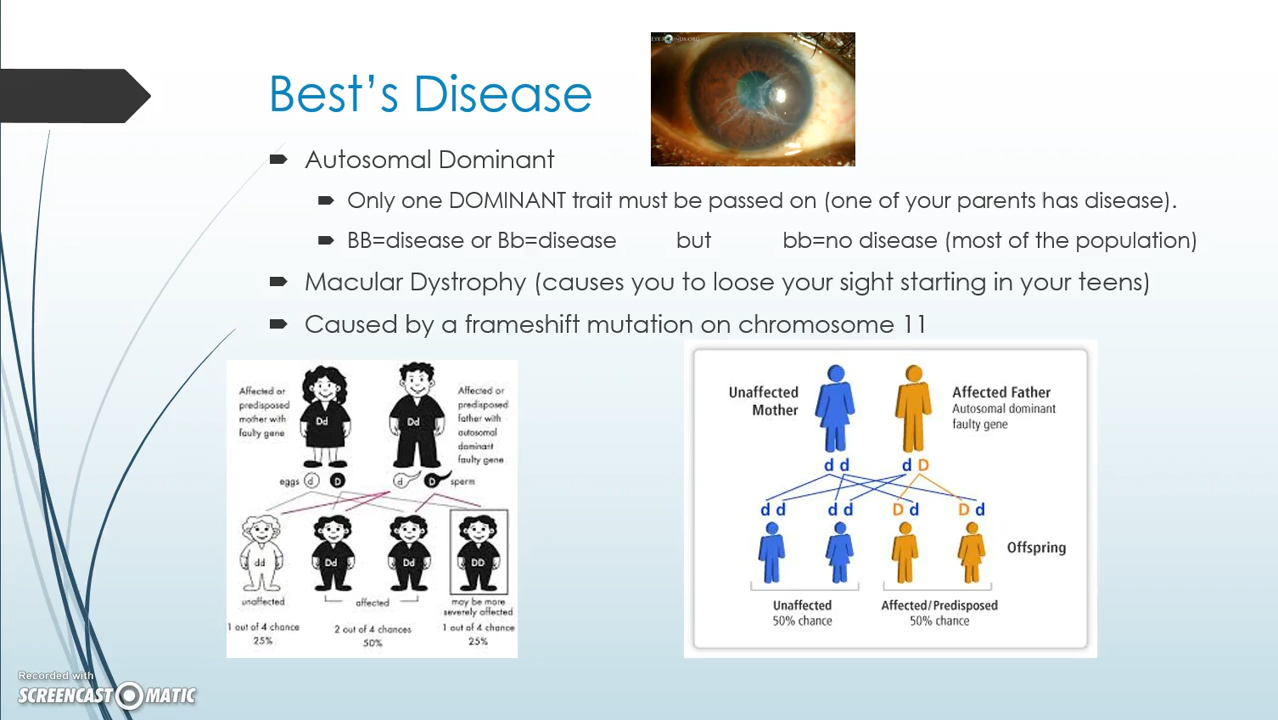 Best's Disease
Autosomal Dominant
Only one DOMINANT trait must be passed on (one of your parents has disease).
BB=disease or Bb=disease but bb=no disease (most of the population)
Macular Dystrophy (causes you to loose your sight starting in your teens)
Caused by a frameshift mutation on chromosome 11
Affected or
predisposed
mother with
faulty gene
Dd
Dd
Affected or
predisposed
father with
autosomal
dominant
faulty gene
eggs d D d D sperm
dd Dd Dd DD
unaffected
affected
may be more
severely affected
1 out of 4 chance
25%
2 out of 4 chances
50%
1 out of 4 chance
25%
Unaffected
Mother
Affected Father
Autosomal dominant
faulty gene
d d d D
d d d d D d D d
Offspring
Unaffected
50% chance
Affected/Predisposed
50% chance
Recorded with
SCREENCAST O MATIC